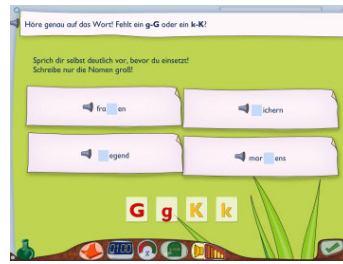 Höre genau auf das Wort! Fehlt ein g-G oder ein k-K?
Sprich dir selbst deutlich vor, bevor du einsetzt!
Schreibe nur die Nomen groß!
fra en
ichern
egend
mor ens
G g K k
0100